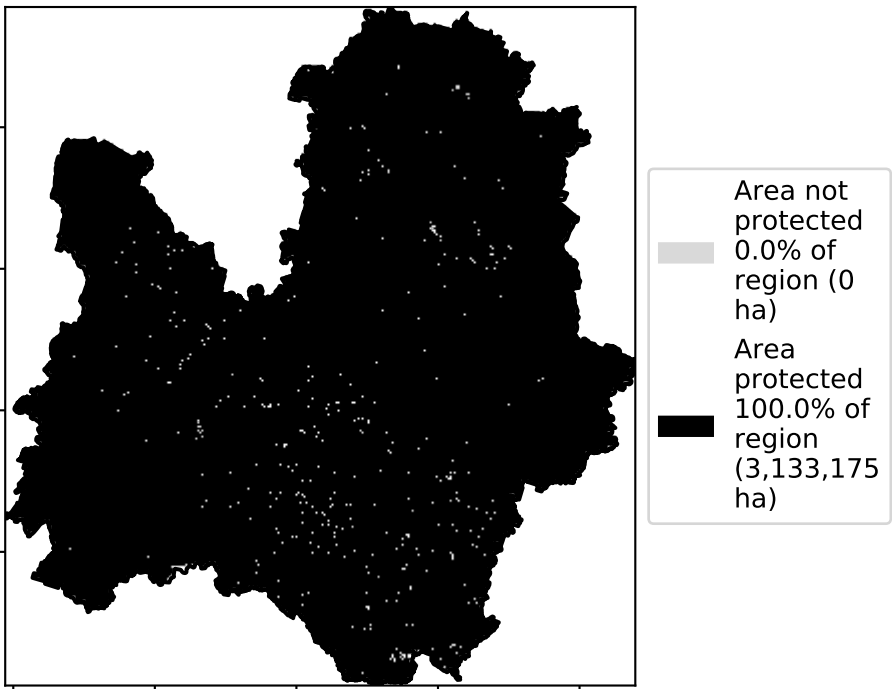 Area not
protected
0.0% of
region (0
ha)
Area
protected
100.0% of
region
(3,133,175
ha)